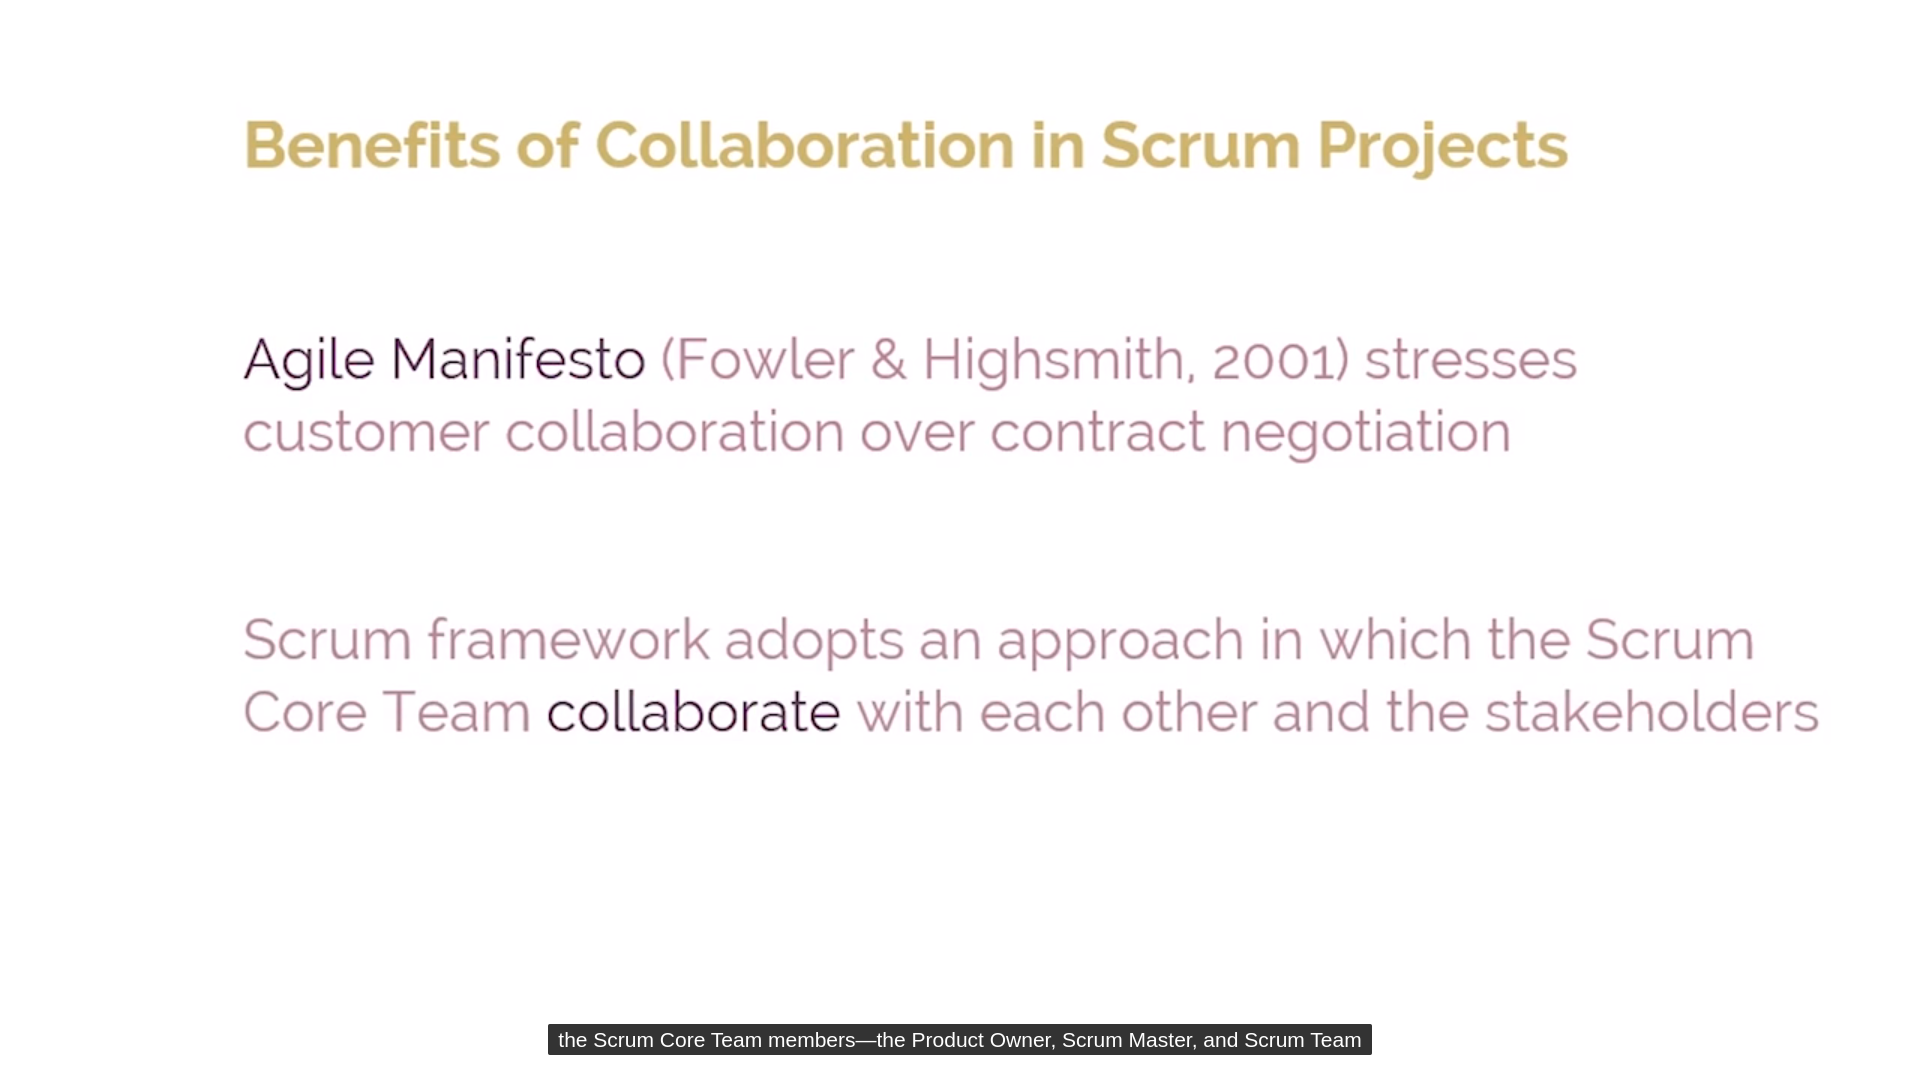 Benefits of Collaboration in Scrum Projects
Agile Manifesto (Fowler & Highsmith, 2001) stresses
customer collaboration over contract negotiation
Scrum framework adopts an approach in which the Scrum
Core Team collaborate with each other and the stakeholders
the Scrum Core Team members—the Product Owner, Scrum Master, and Scrum Team